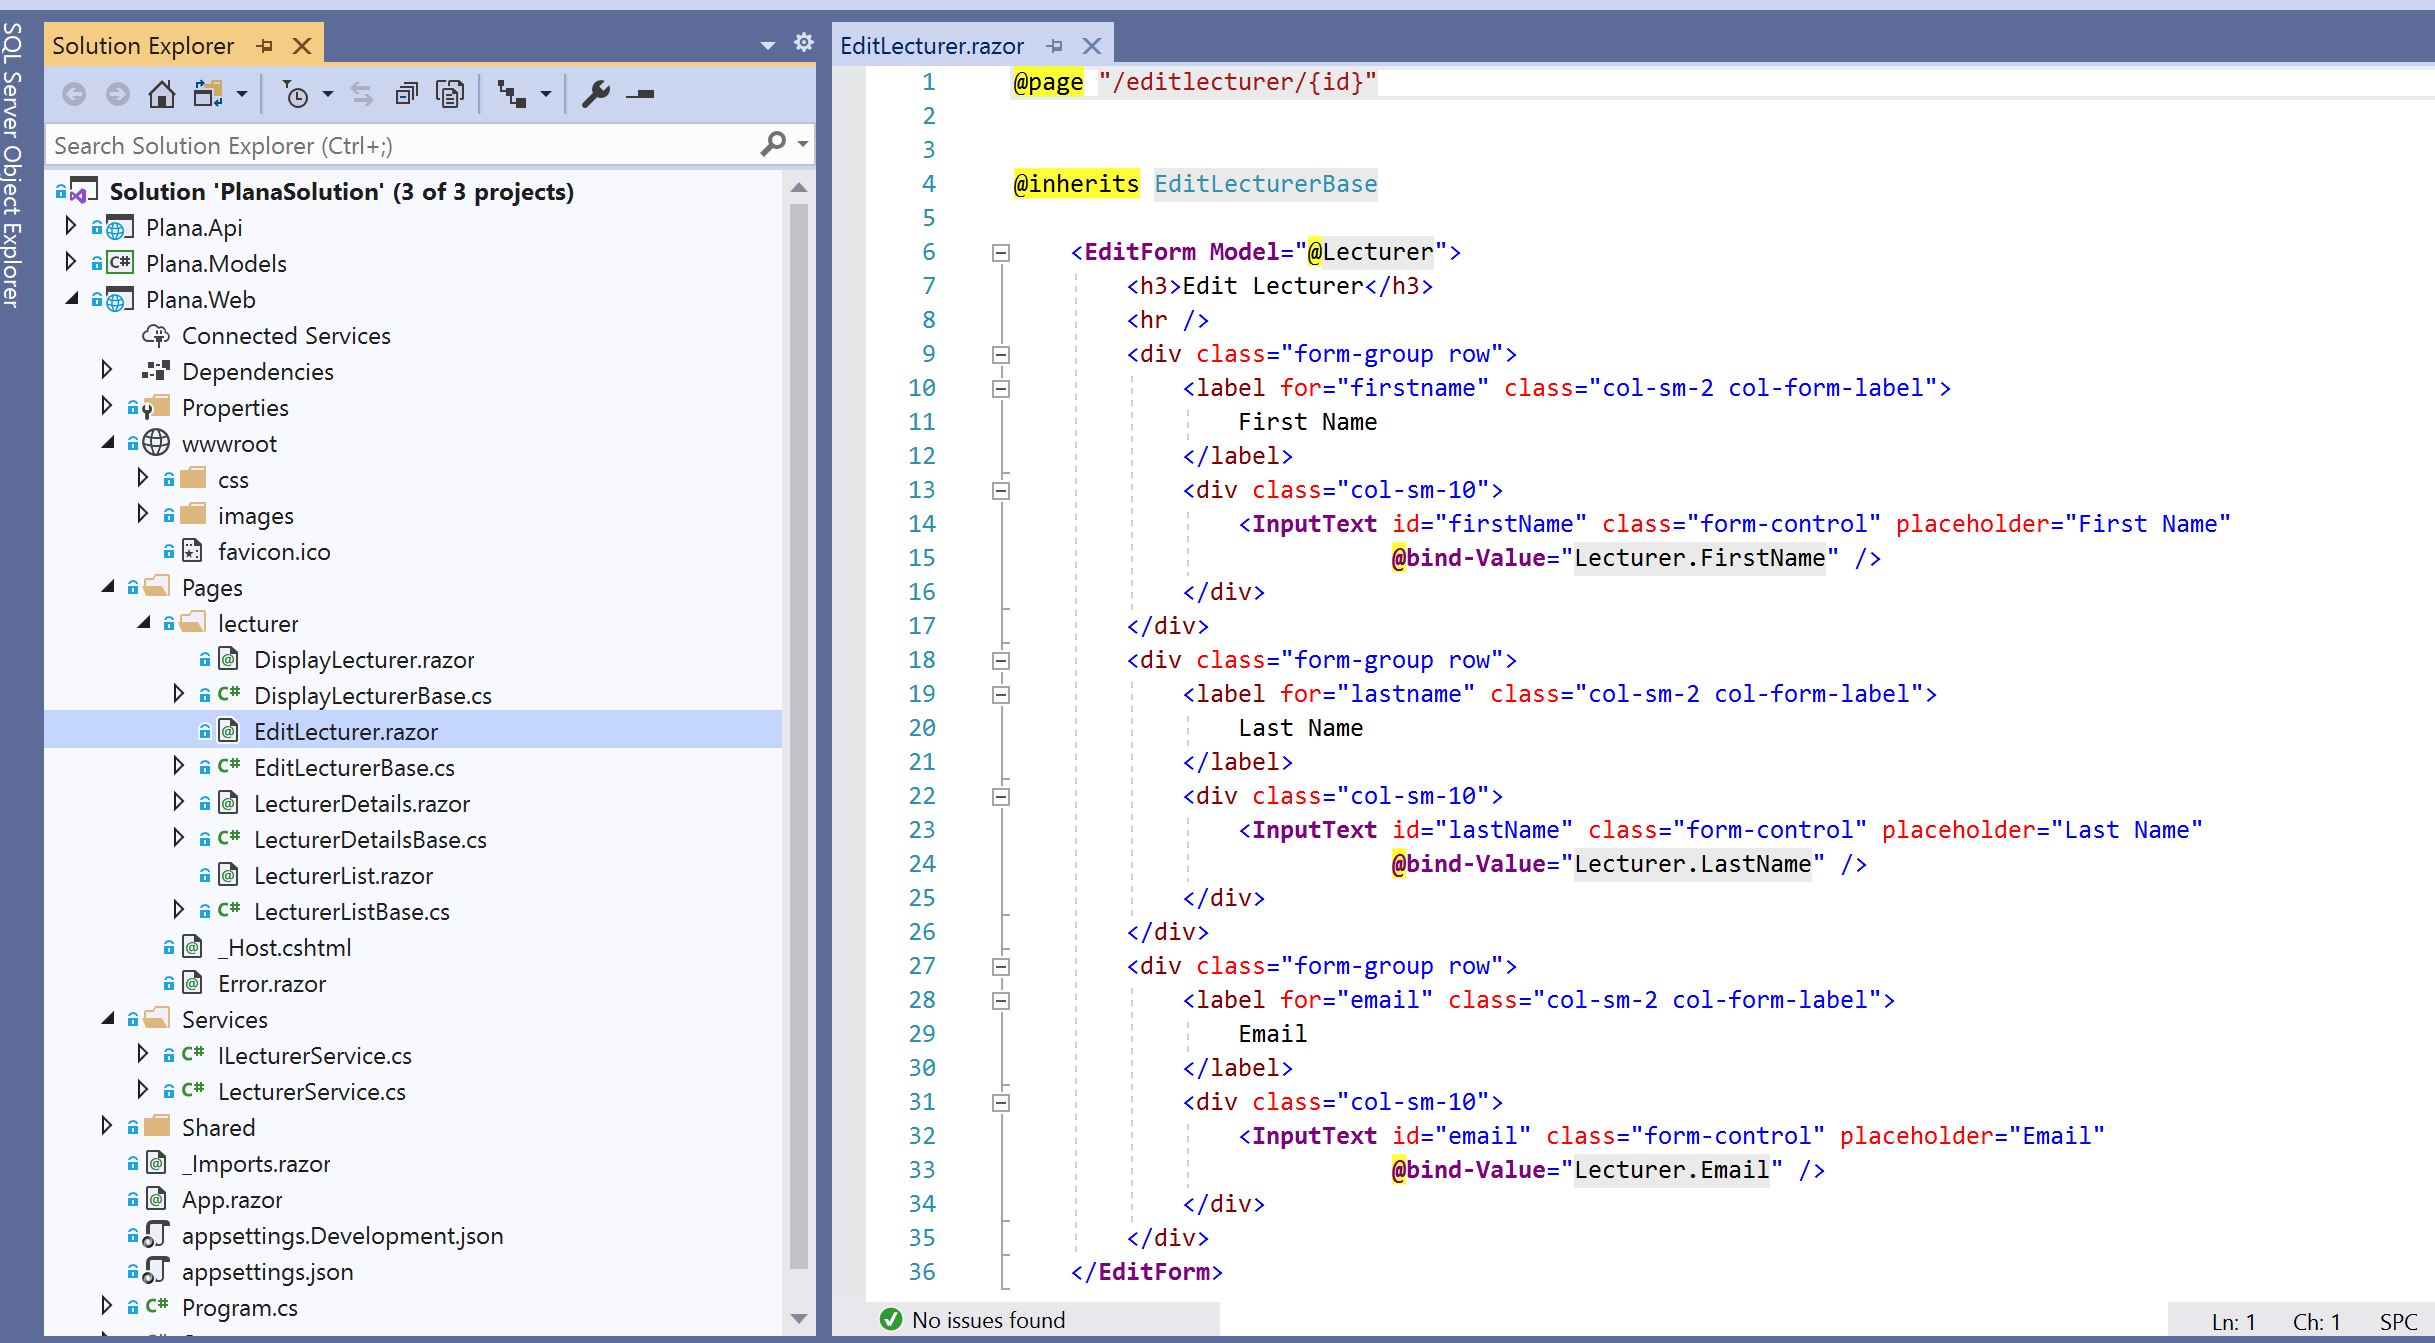 SQL Server Object Explorer
Solution Explorer
Search Solution Explorer (Ctrl+;)
Solution 'PlanaSolution' (3 of 3 projects)
Plana.Api
C# Plana.Models
Plana.Web
Connected Services
Dependencies
Properties
wwwroot
css
images
favicon.ico
Pages
lecturer
DisplayLecturer.razor
C# DisplayLecturerBase.cs
EditLecturer.razor
C# EditLecturerBase.cs
LecturerDetails.razor
C# LecturerDetailsBase.cs
LecturerList.razor
C# LecturerListBase.cs
_Host.cshtml
Error.razor
Services
C# ILecturerService.cs
C# LecturerService.cs
Shared
_Imports.razor
App.razor
appsettings.Development.json
appsettings.json
C# Program.cs
EditLecturer.razor
1 @page "/editlecturer/{id}"
2
3
4 @inherits EditLecturerBase
5
6 <EditForm Model="@Lecturer">
7 <h3>Edit Lecturer</h3>
8 <hr />
9 <div class="form-group row">
10 <label for="firstname" class="col-sm-2 col-form-label">
11 First Name
12 </label>
13 <div class="col-sm-10">
14 <InputText id="firstName" class="form-control" placeholder="First Name"
15 @bind-Value="Lecturer.FirstName" />
16 </div>
17 </div>
18 <div class="form-group row">
19 <label for="lastname" class="col-sm-2 col-form-label">
20 Last Name
21 </label>
22 <div class="col-sm-10">
23 <InputText id="lastName" class="form-control" placeholder="Last Name"
24 @bind-Value="Lecturer.LastName" />
25 </div>
26 </div>
27 <div class="form-group row">
28 <label for="email" class="col-sm-2 col-form-label">
29 Email
30 </label>
31 <div class="col-sm-10">
32 <InputText id="email" class="form-control" placeholder="Email"
33 @bind-Value="Lecturer.Email" />
34 </div>
35 </div>
36 </EditForm>
No issues found
Ln: 1 Ch: 1 SPC